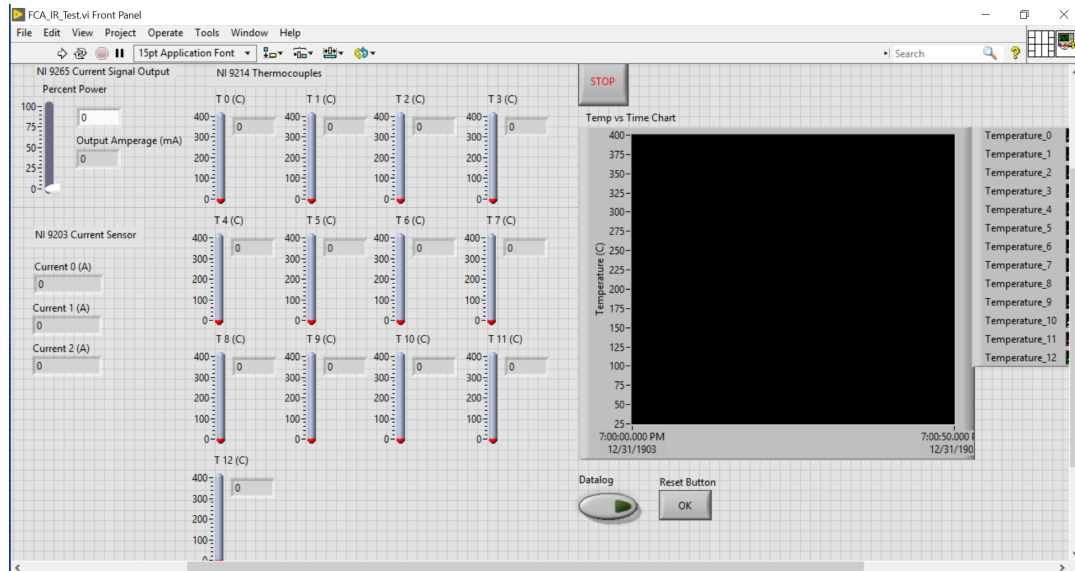 FCA_IR_Test.vi Front Panel
File Edit View Project Operate Tools Window Help
15pt Application Font
Search
NI 9265 Current Signal Output
Percent Power
100
75
50
25
0
0
Output Amperage (mA)
0
NI 9203 Current Sensor
Current 0 (A)
0
Current 1 (A)
0
Current 2 (A)
0
NI 9214 Thermocouples
T 0 (C)
400
300
200
100
0
0
T 1 (C)
400
300
200
100
0
0
T 2 (C)
400
300
200
100
0
0
T 3 (C)
400
300
200
100
0
0
T 4 (C)
400
300
200
100
0
0
T 5 (C)
400
300
200
100
0
0
T 6 (C)
400
300
200
100
0
0
T 7 (C)
400
300
200
100
0
0
T 8 (C)
400
300
200
100
0
0
T 9 (C)
400
300
200
100
0
0
T 10 (C)
400
300
200
100
0
0
T 11 (C)
400
300
200
100
0
0
T 12 (C)
400
300
200
100
0
0
STOP
Temp vs Time Chart
Temperature (C)
400
375
350
325
300
275
250
225
200
175
150
125
100
75
50
25
7:00:00.000 PM
12/31/1903
7:00:50.000
12/31/190
Temperature_0
Temperature_1
Temperature_2
Temperature_3
Temperature_4
Temperature_5
Temperature_6
Temperature_7
Temperature_8
Temperature_9
Temperature_10
Temperature_11
Temperature_12
Datalog
Reset Button
OK